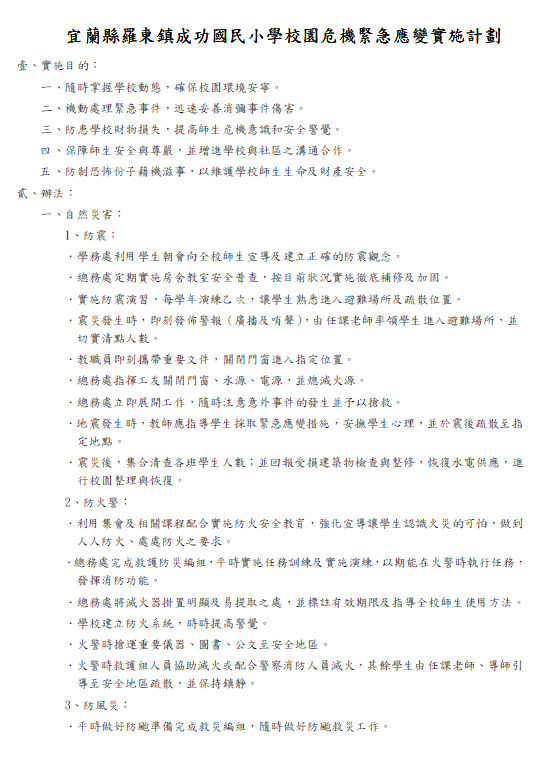 宜蘭縣羅東鎮成功國民小學校園危機緊急應變實施計劃
壹、實施目的：
一、隨時掌握學校動態，確保校園環境安寧。
二、機動處理緊急事件，迅速妥善消彌事件傷害。
三、防患學校財物損失，提高師生危機意識和安全警覺。
四、保障師生安全與尊嚴，並增進學校與社區之溝通合作。
五、防制恐怖份子藉機滋事，以維護學校師生生命及財產安全。
貳、辦法：
一、自然災害：
1、防震：
．學務處利用學生朝會向全校師生宣導及建立正確的防震觀念。
．總務處定期實施房舍教室安全普查，按目前狀況實施徹底補修及加固。
．實施防震演習，每學年演練乙次，讓學生熟悉進入避難場所及疏散位置。
．震災發生時，即刻發佈警報（廣播及哨聲），由任課老師率領學生進入避難場所，並
切實清點人數。
．教職員即刻攜帶重要文件，關閉門窗進入指定位置。
．總務處指揮工友關閉門窗、水源、電源，並熄滅火源。
．總務處立即展開工作，隨時注意意外事件的發生並予以搶救。
．地震發生時，教師應指導學生採取緊急應變措施，安撫學生心理，並於震後疏散至指
定地點。
．震災後，集合清查各班學生人數；並回報受損建築物檢查與整修，恢復水電供應，進
行校園整理與恢復。
2、防火警：
．利用集會及相關課程配合實施防火安全教育，強化宣導讓學生認識火災的可怕，做到
人人防火、處處防火之要求。
．總務處完成救護防災編組，平時實施任務訓練及實施演練，以期能在火警時執行任務，
發揮消防功能。
．總務處將滅火器掛置明顯及易提取之處，並標註有效期限及指導全校師生使用方法。
．學校建立防火系統，時時提高警覺。
．火警時搶運重要儀器、圖書、公文至安全地區。
．火警時救護組人員協助滅火或配合警察消防人員滅火，其餘學生由任課老師、導師引
導至安全地區疏散，並保持鎮靜。
3、防風災：
．平時做好防颱準備完成救災編組，隨時做好防颱救災工作。